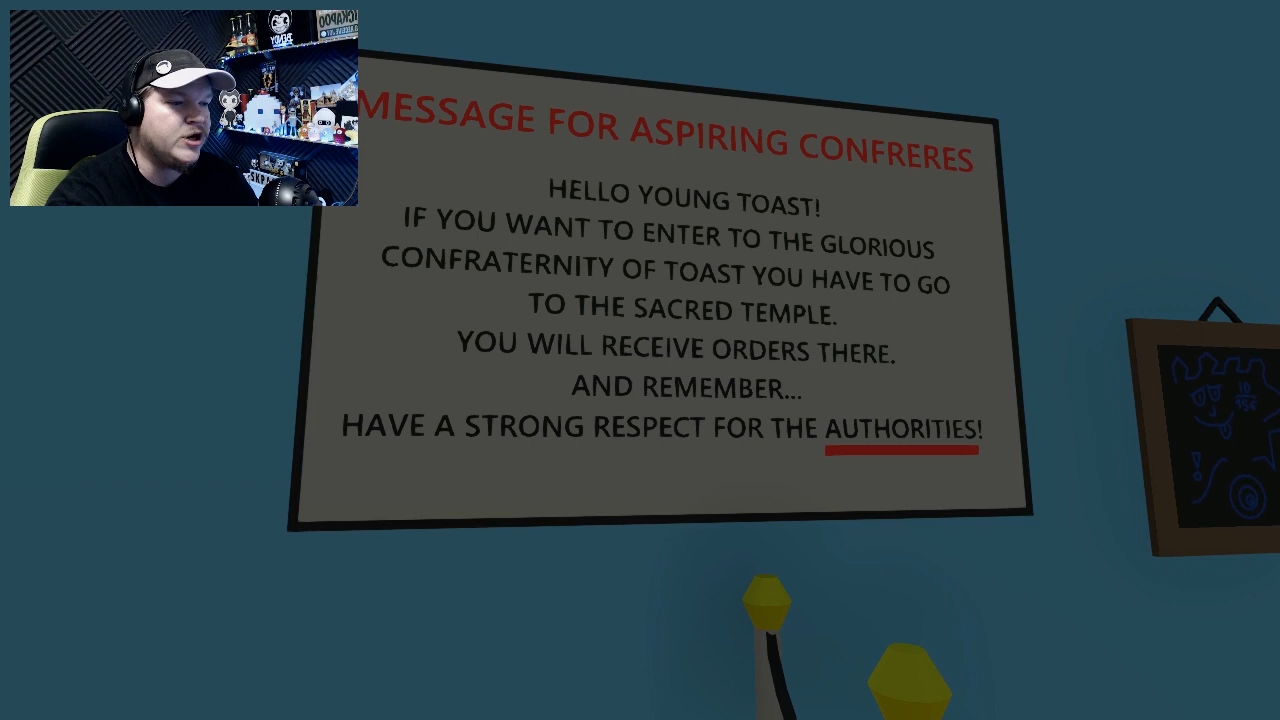 MESSAGE FOR ASPIRING CONFRERES
HELLO YOUNG TOAST!
IF YOU WANT TO ENTER TO THE GLORIOUS
CONFRATERNITY OF TOAST YOU HAVE TO GO
TO THE SACRED TEMPLE.
YOU WILL RECEIVE ORDERS THERE.
AND REMEMBER...
HAVE A STRONG RESPECT FOR THE AUTHORITIES!